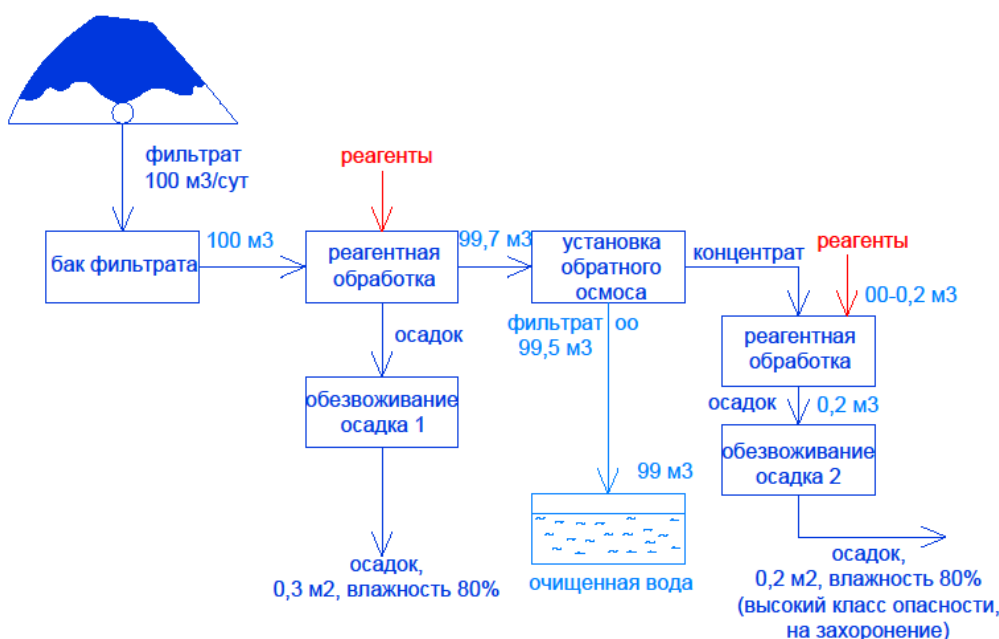 фильтрат
100 м3/сут
реагенты
бак фильтрата
100 м3
реагентная
обработка
99,7 м3
установка
обратного
осмоса
концентрат
реагенты
00-0,2 м3
реагентная
обработка
осадок
фильтрат оо
99,5 м3
обезвоживание
осадка 1
осадок
0,2 м3
обезвоживание
осадка 2
99 м3
очищенная вода
осадок,
0,3 м2, влажность 80%
осадок,
0,2 м2, влажность 80%
(высокий класс опасности,
на захоронение)